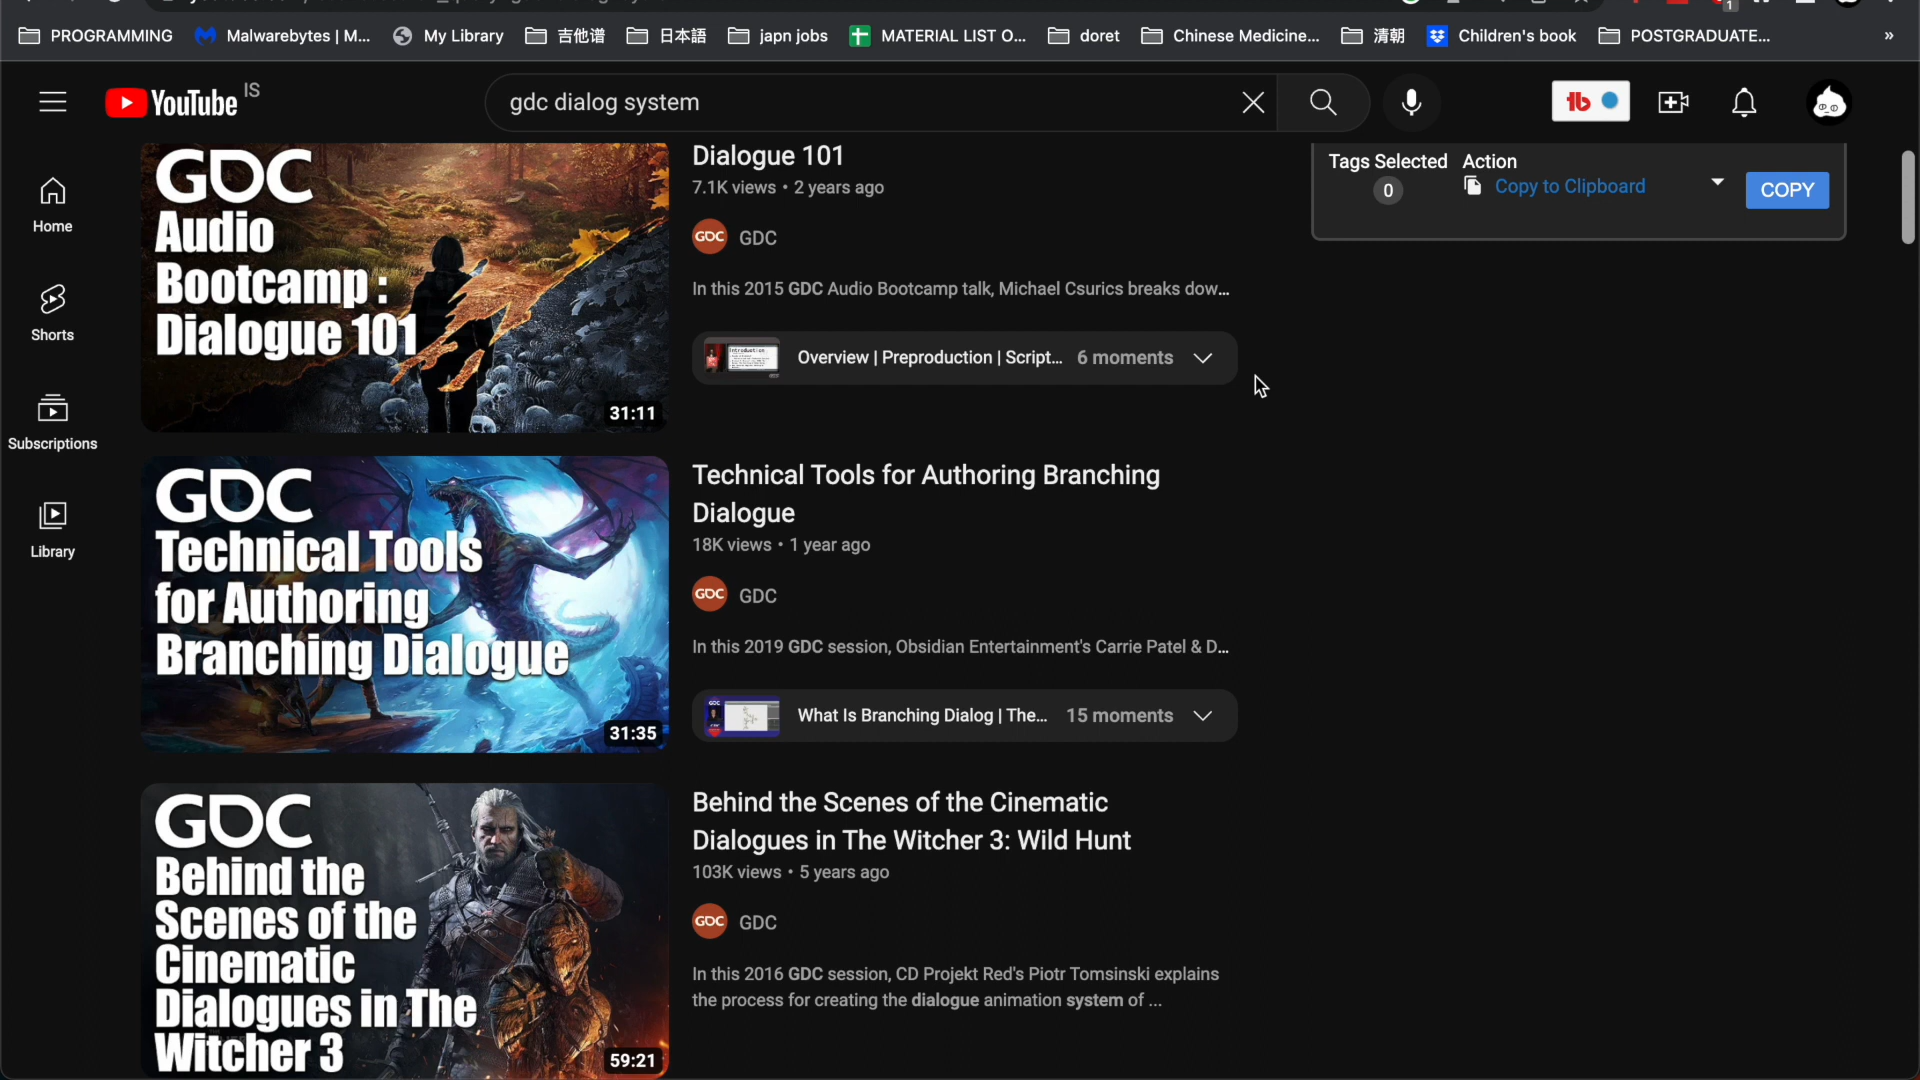 PROGRAMMING
Malwarebytes | M...
My Library
吉他谱
日本語
japn jobs
MATERIAL LIST O...
doret
Chinese Medicine...
清朝
Children's book
POSTGRADUATE...
»
1
YouTube IS
gdc dialog system
tb
Home
Shorts
Subscriptions
Library
GDC
Audio
Bootcamp :
Dialogue 101
31:11
Dialogue 101
7.1K views • 2 years ago
GDC GDC
In this 2015 GDC Audio Bootcamp talk, Michael Csurics breaks dow...
Introduction
Overview | Preproduction | Script... 6 moments
Tags Selected Action
0 Copy to Clipboard COPY
GDC
Technical Tools
for Authoring
Branching Dialogue
31:35
Technical Tools for Authoring Branching
Dialogue
18K views • 1 year ago
GDC GDC
In this 2019 GDC session, Obsidian Entertainment's Carrie Patel & D...
GDC
What Is Branching Dialog | The... 15 moments
GDC
Behind the
Scenes of the
Cinematic
Dialogues in The
Witcher 3
59:21
Behind the Scenes of the Cinematic
Dialogues in The Witcher 3: Wild Hunt
103K views • 5 years ago
GDC GDC
In this 2016 GDC session, CD Projekt Red's Piotr Tomsinski explains
the process for creating the dialogue animation system of ...